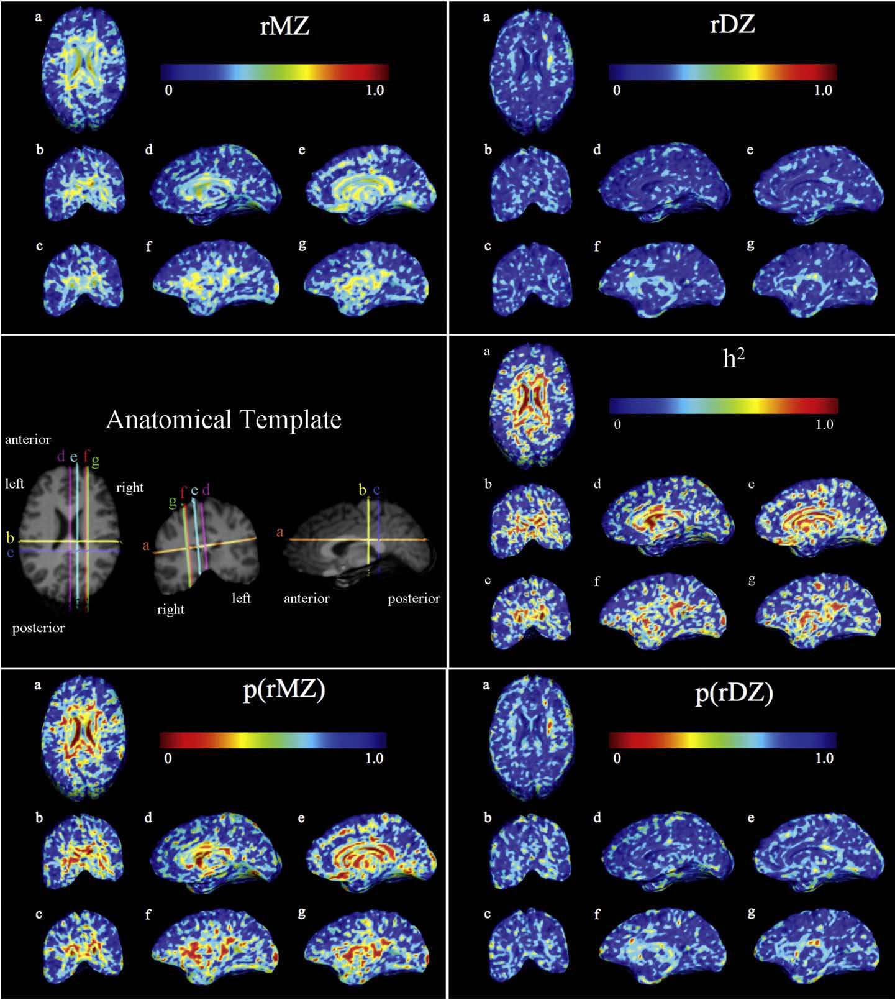 a
rMZ
0 1.0
b d e
c f g
a
rDZ
0 1.0
b d e
c f g
Anatomical Template
anterior
d e f g
left
right
b
c
posterior
g f e d
a
right
left
b c
a
anterior
posterior
a
h²
0 1.0
b d e
c f g
a
p(rMZ)
0 1.0
b d e
c f g
a
p(rDZ)
0 1.0
b d e
c f g